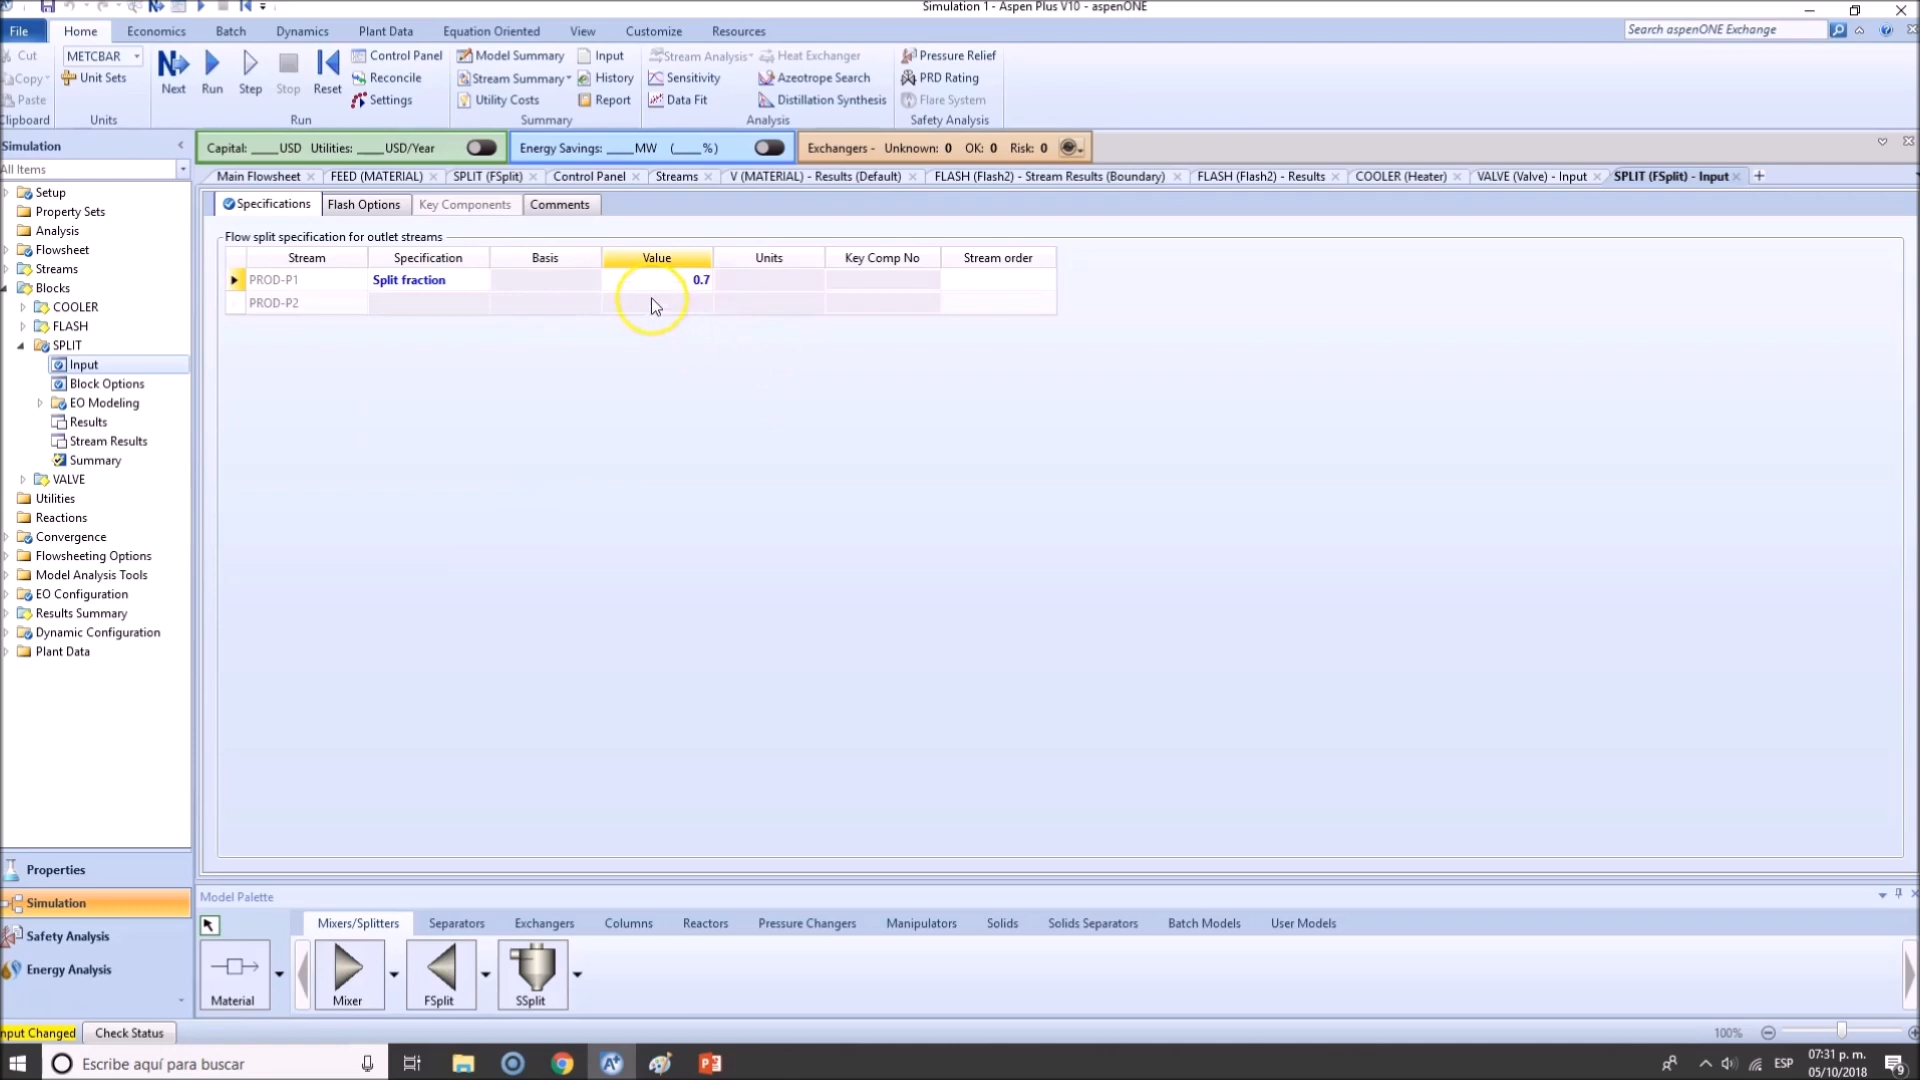 Simulation 1 - Aspen Plus V10 - aspenONE
File Home Economics Batch Dynamics Plant Data Equation Oriented View Customize Resources Search aspenONE Exchange
Cut METCBAR Control Panel Model Summary Input Stream Analysis Heat Exchanger Pressure Relief
Copy Unit Sets Next Run Step Stop Reset Reconcile Stream Summary History Sensitivity Azeotrope Search PRD Rating
Paste Settings Utility Costs Report Data Fit Distillation Synthesis Flare System
Clipboard Units Run Summary Analysis Safety Analysis
Simulation Capital: ____USD Utilities: ____USD/Year Energy Savings: ____MW (____%) Exchangers - Unknown: 0 OK: 0 Risk: 0
All Items
Main Flowsheet FEED (MATERIAL) SPLIT (FSplit) Control Panel Streams V (MATERIAL) - Results (Default) FLASH (Flash2) - Stream Results (Boundary) FLASH (Flash2) - Results COOLER (Heater) VALVE (Valve) - Input SPLIT (FSplit) - Input
Setup
Property Sets
Analysis
Flowsheet
Streams
Blocks
COOLER
FLASH
SPLIT
Input
Block Options
EO Modeling
Results
Stream Results
Summary
VALVE
Utilities
Reactions
Convergence
Flowsheeting Options
Model Analysis Tools
EO Configuration
Results Summary
Dynamic Configuration
Plant Data
Specifications Flash Options Key Components Comments
Flow split specification for outlet streams
Stream Specification Basis Value Units Key Comp No Stream order
PROD-P1 Split fraction 0.7
PROD-P2
Properties
Simulation
Safety Analysis
Energy Analysis
Model Palette
Mixers/Splitters Separators Exchangers Columns Reactors Pressure Changers Manipulators Solids Solids Separators Batch Models User Models
Material Mixer FSplit SSplit
nput Changed Check Status 100%
Escribe aquí para buscar ESP 07:31 p. m.
05/10/2018 9